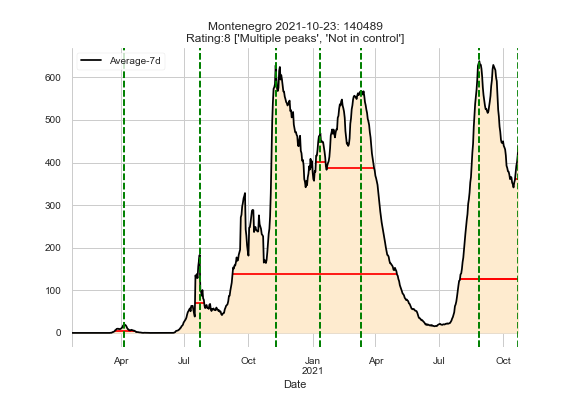 Montenegro 2021-10-23: 140489
Rating:8 ['Multiple peaks', 'Not in control']
Average-7d
600
500
400
300
200
100
0
Apr Jul Oct Jan Apr Jul Oct
2021
Date